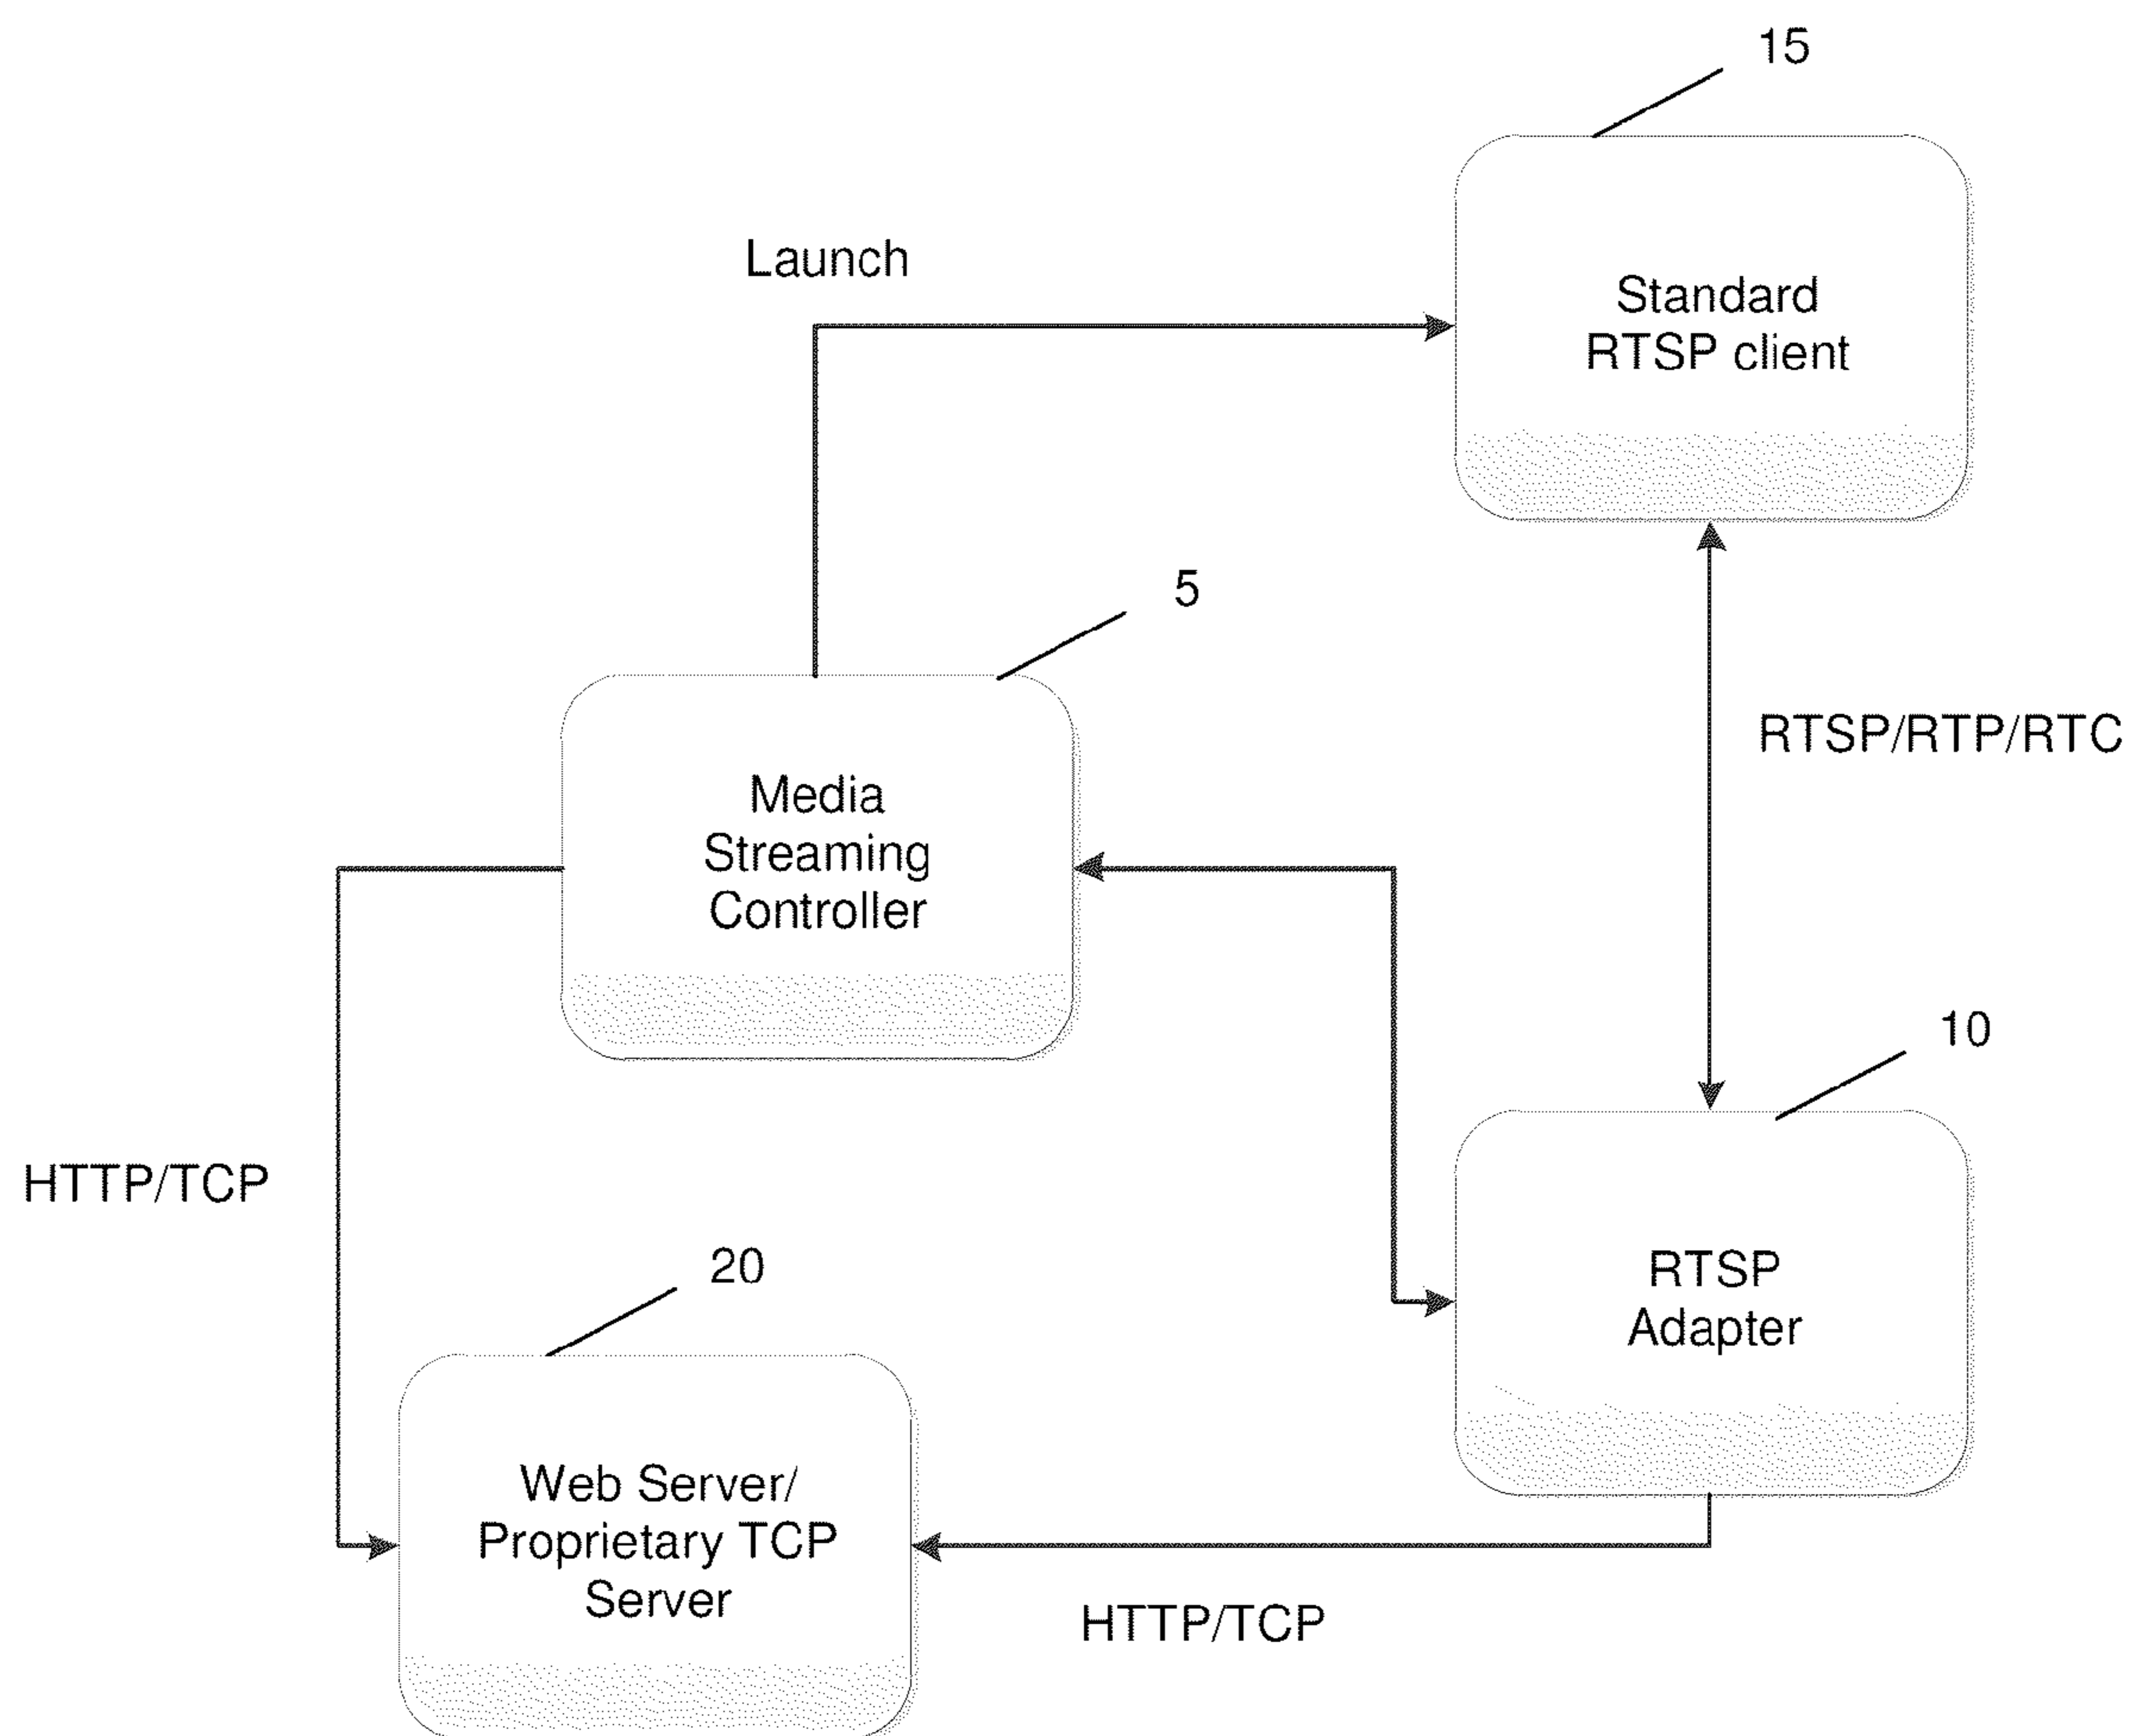 15
Launch
Standard
RTSP client
5
RTSP/RTP/RTC
Media
Streaming
Controller
10
HTTP/TCP
20
RTSP
Adapter
Web Server/
Proprietary TCP
Server
HTTP/TCP